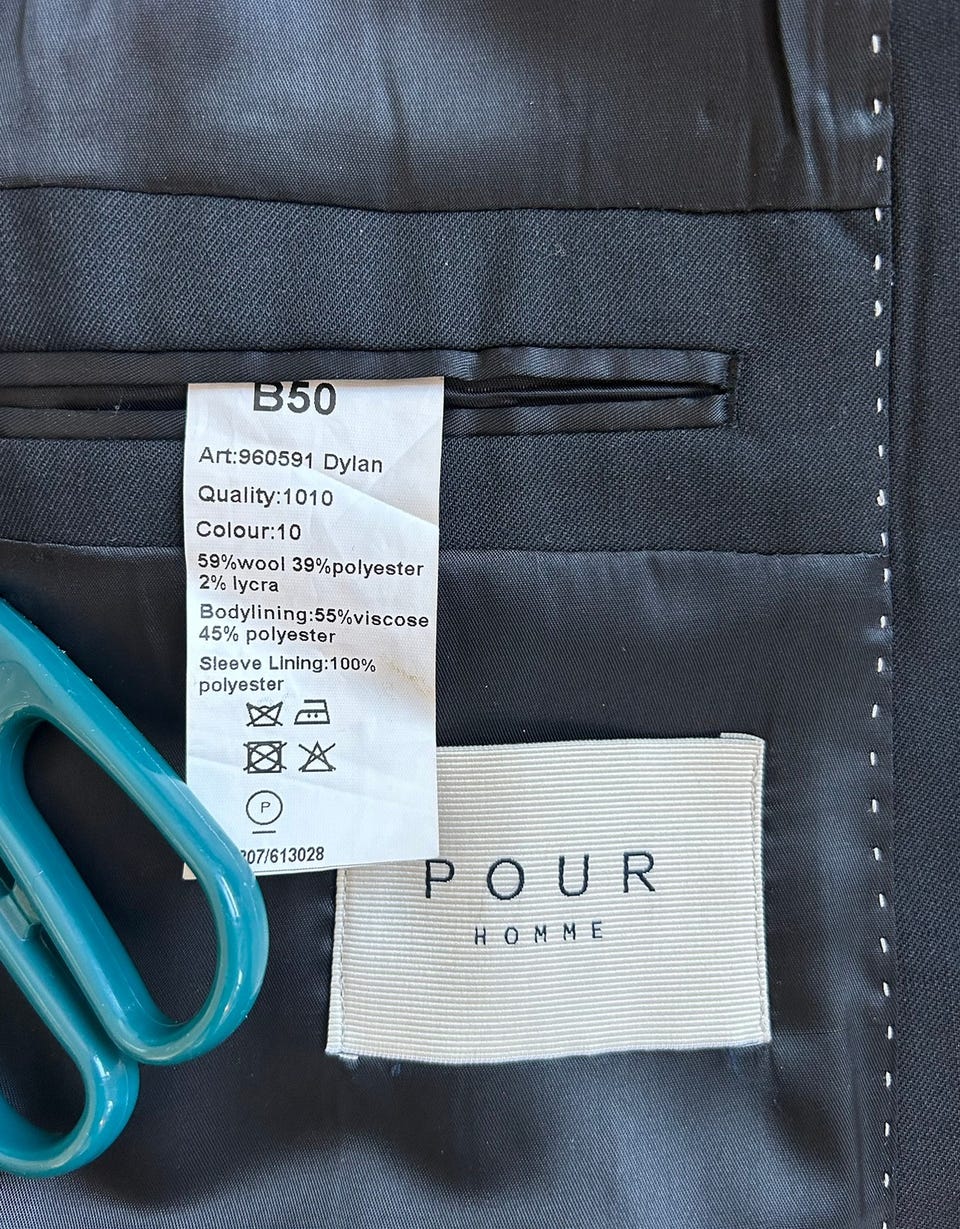 B50
Art:960591 Dylan
Quality:1010
Colour:10
59%wool 39%polyester
2% lycra
Bodylining:55%viscose
45% polyester
Sleeve Lining:100%
polyester
P
307/613028
POUR
HOMME